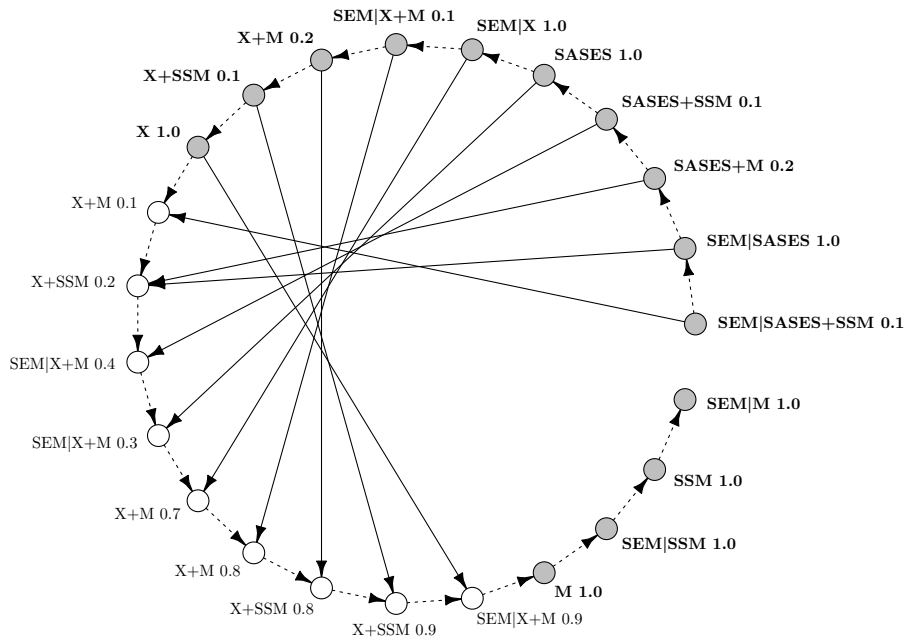 SEM|X+M 0.1
SEM|X 1.0
X+M 0.2
SASES 1.0
X+SSM 0.1
SASES+SSM 0.1
X 1.0
SASES+M 0.2
X+M 0.1
SEM|SASES 1.0
X+SSM 0.2
SEM|SASES+SSM 0.1
SEM|X+M 0.4
SEM|M 1.0
SEM|X+M 0.3
SSM 1.0
X+M 0.7
SEM|SSM 1.0
X+M 0.8
M 1.0
X+SSM 0.8
SEM|X+M 0.9
X+SSM 0.9